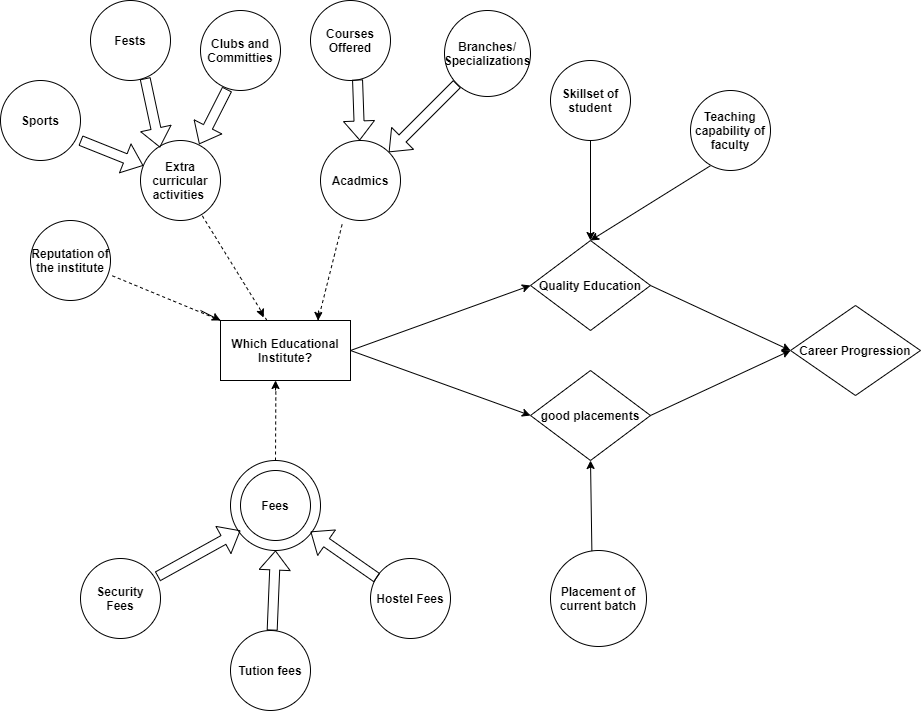 Fests
Clubs and
Committies
Courses
Offered
Branches/
Specializations
Skillset of
student
Teaching
capability of
faculty
Sports
Extra
curricular
activities
Acadmics
Reputation of
the institute
Quality Education
Which Educational
Institute?
Career Progression
good placements
Fees
Security
Fees
Hostel Fees
Placement of
current batch
Tution fees